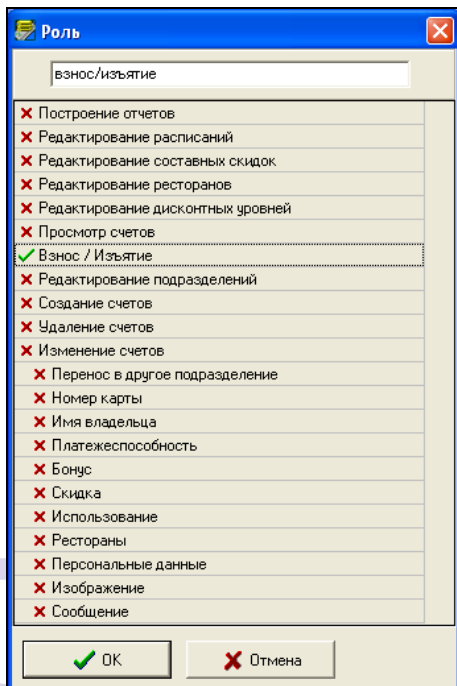 Роль
взнос/изъятие
Построение отчетов
Редактирование расписаний
Редактирование составных скидок
Редактирование ресторанов
Редактирование дисконтных уровней
Просмотр счетов
Взнос / Изъятие
Редактирование подразделений
Создание счетов
Удаление счетов
Изменение счетов
Перенос в другое подразделение
Номер карты
Имя владельца
Платежеспособность
Бонус
Скидка
Использование
Рестораны
Персональные данные
Изображение
Сообщение
OK Отмена